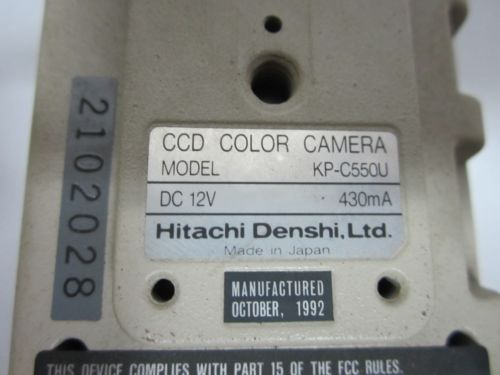 2102028
CCD COLOR CAMERA
MODEL KP-C550U
DC 12V 430mA
Hitachi Denshi,Ltd.
Made in Japan
MANUFACTURED
OCTOBER, 1992
THIS DEVICE COMPLIES WITH PART 15 OF THE FCC RULES.